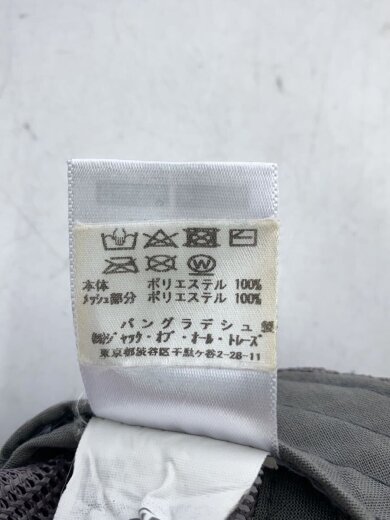 W
本体 ポリエステル 100%
メッシュ部分 ポリエステル 100%
バングラデシュ 製
㈱ジャック・オブ・オール・トレーズ
東京都渋谷区千駄ヶ谷2-28-11